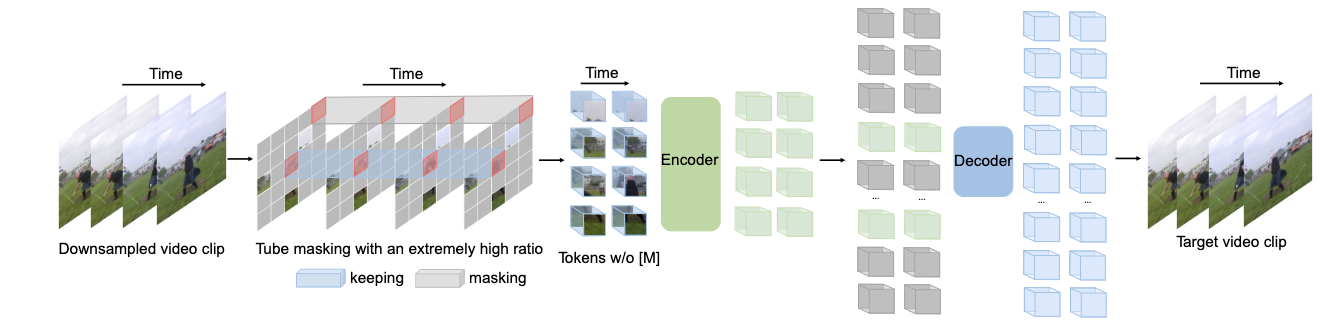 Time
Time
Time
Time
Encoder
Decoder
...
...
...
...
Downsampled video clip
Tube masking with an extremely high ratio
Tokens w/o [M]
Target video clip
keeping
masking